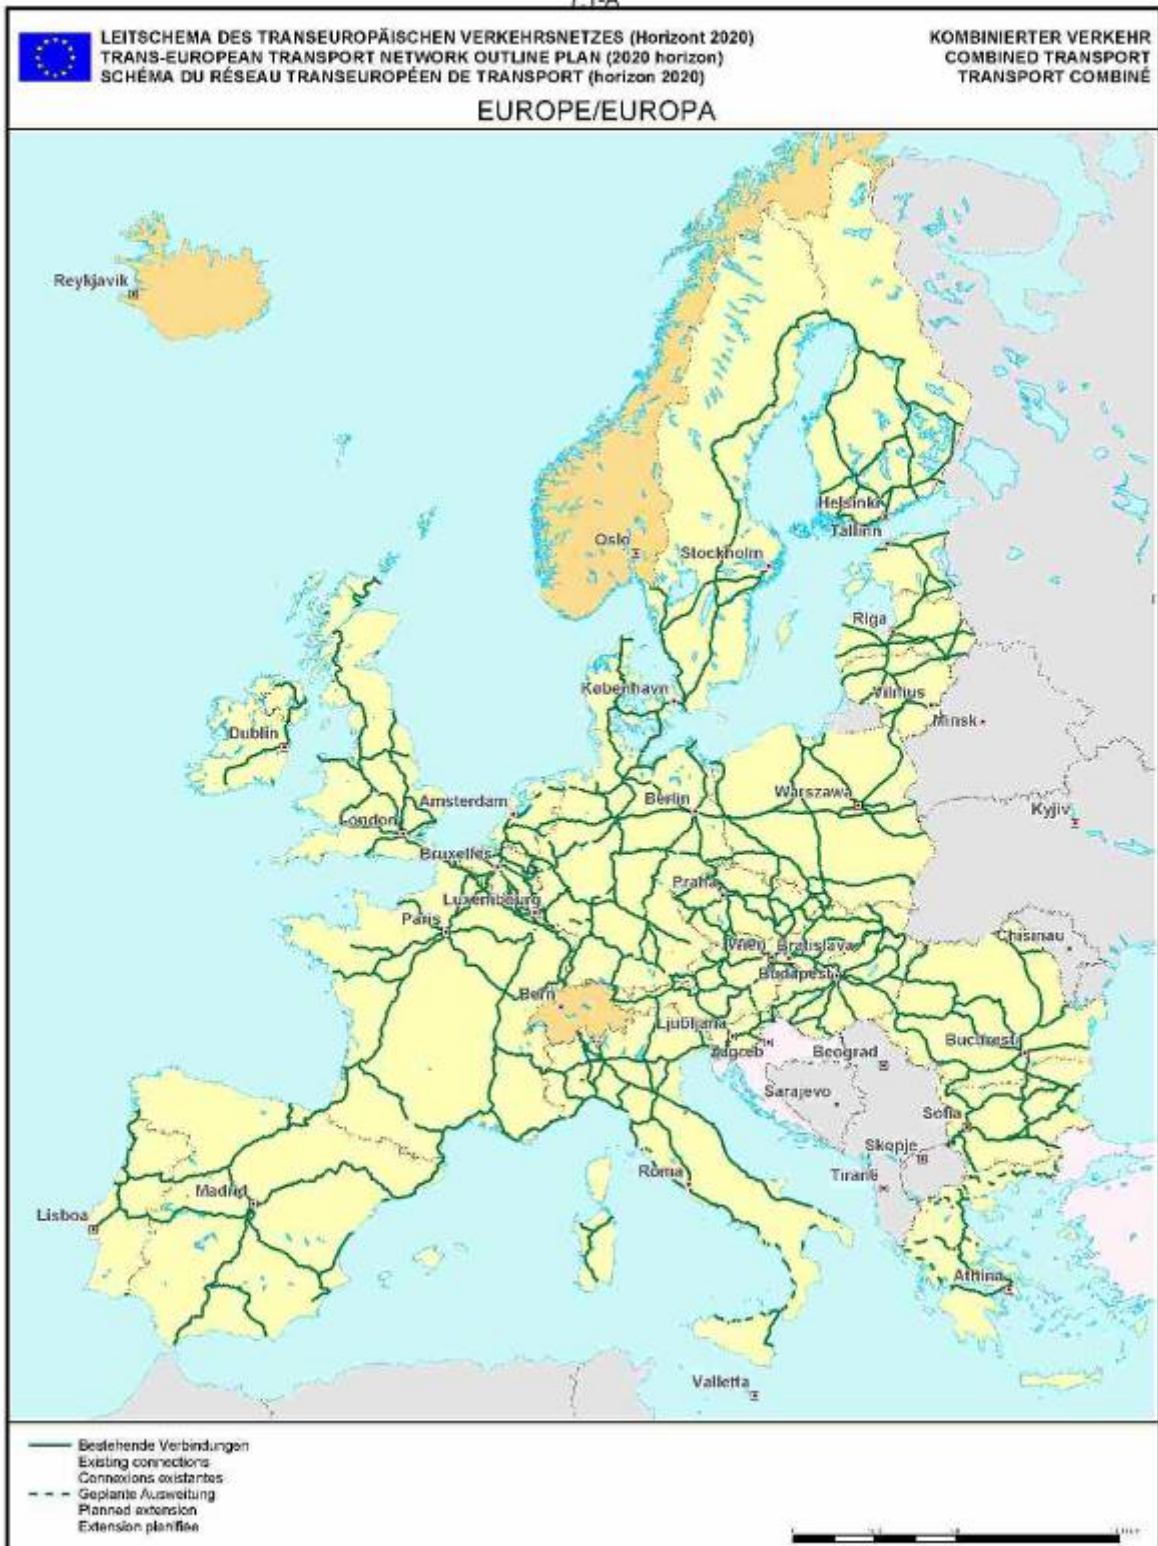 7.1-A
LEITSCHEMA DES TRANSEUROPÄISCHEN VERKEHRSNETZES (Horizont 2020)
TRANS-EUROPEAN TRANSPORT NETWORK OUTLINE PLAN (2020 horizon)
SCHÉMA DU RÉSEAU TRANSEUROPÉEN DE TRANSPORT (horizon 2020)
KOMBINIERTER VERKEHR
COMBINED TRANSPORT
TRANSPORT COMBINÉ
EUROPE/EUROPA
Reykjavik
Helsinki
Tallinn
Oslo
Stockholm
Riga
København
Vilnius
Minsk
Dublin
Amsterdam
Berlin
Warszawa
London
Kyjiv
Bruxelles
Praha
Luxembourg
Paris
Chisinau
Wien
Bratislava
Budapest
Bern
Ljubljana
Bucuresti
Zagreb
Beograd
Sarajevo
Sofia
Skopje
Roma
Tiranë
Madrid
Lisboa
Athina
Valletta
Bestehende Verbindungen
Existing connections
Connexions existantes
Geplante Ausweitung
Planned extension
Extension planifiée